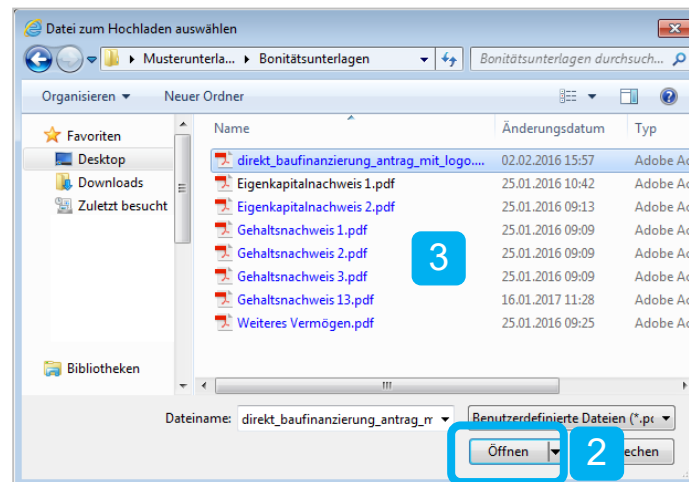 Datei zum Hochladen auswählen
Musterunterla... Bonitätsunterlagen Bonitätsunterlagen durchsuch...
Organisieren Neuer Ordner
Favoriten
Desktop
Downloads
Zuletzt besucht
Bibliotheken
Name Änderungsdatum Typ
direkt_baufinanzierung_antrag_mit_logo.... 02.02.2016 15:57 Adobe Ac
Eigenkapitalnachweis 1.pdf 25.01.2016 10:42 Adobe Ac
Eigenkapitalnachweis 2.pdf 25.01.2016 09:13 Adobe Ac
Gehaltsnachweis 1.pdf 25.01.2016 09:09 Adobe Ac
Gehaltsnachweis 2.pdf 25.01.2016 09:09 Adobe Ac
Gehaltsnachweis 3.pdf 25.01.2016 09:09 Adobe Ac
Gehaltsnachweis 13.pdf 16.01.2017 11:28 Adobe Ac
Weiteres Vermögen.pdf 25.01.2016 09:25 Adobe Ac
3
Dateiname: direkt_baufinanzierung_antrag_m Benutzerdefinierte Dateien (*.pc
Öffnen 2 echen